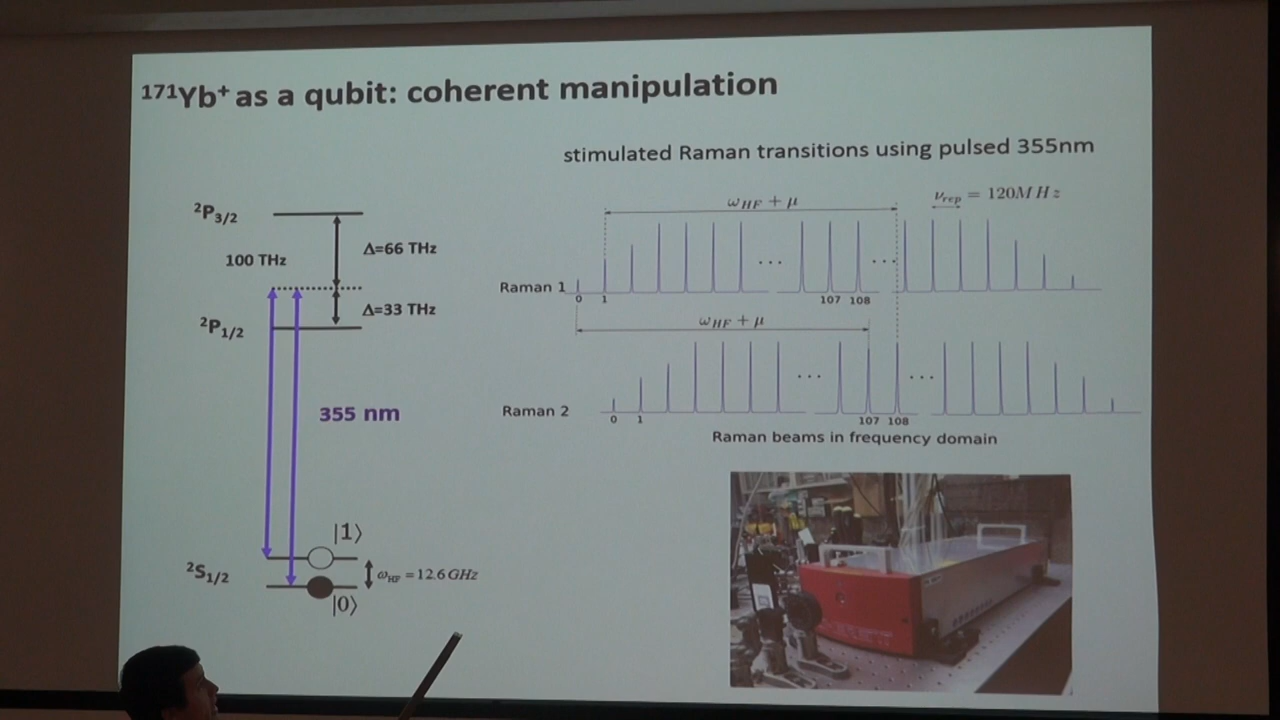 ¹⁷¹Yb⁺ as a qubit: coherent manipulation
stimulated Raman transitions using pulsed 355nm
²P₃/₂
100 THz
Δ=66 THz
Δ=33 THz
²P₁/₂
355 nm
|1⟩
²S₁/₂
ω_HF = 12.6 GHz
|0⟩
ω_HF + μ
ν_rep = 120MHz
...
...
Raman 1
0 1 107 108
ω_HF + μ
...
...
Raman 2
0 1 107 108
Raman beams in frequency domain